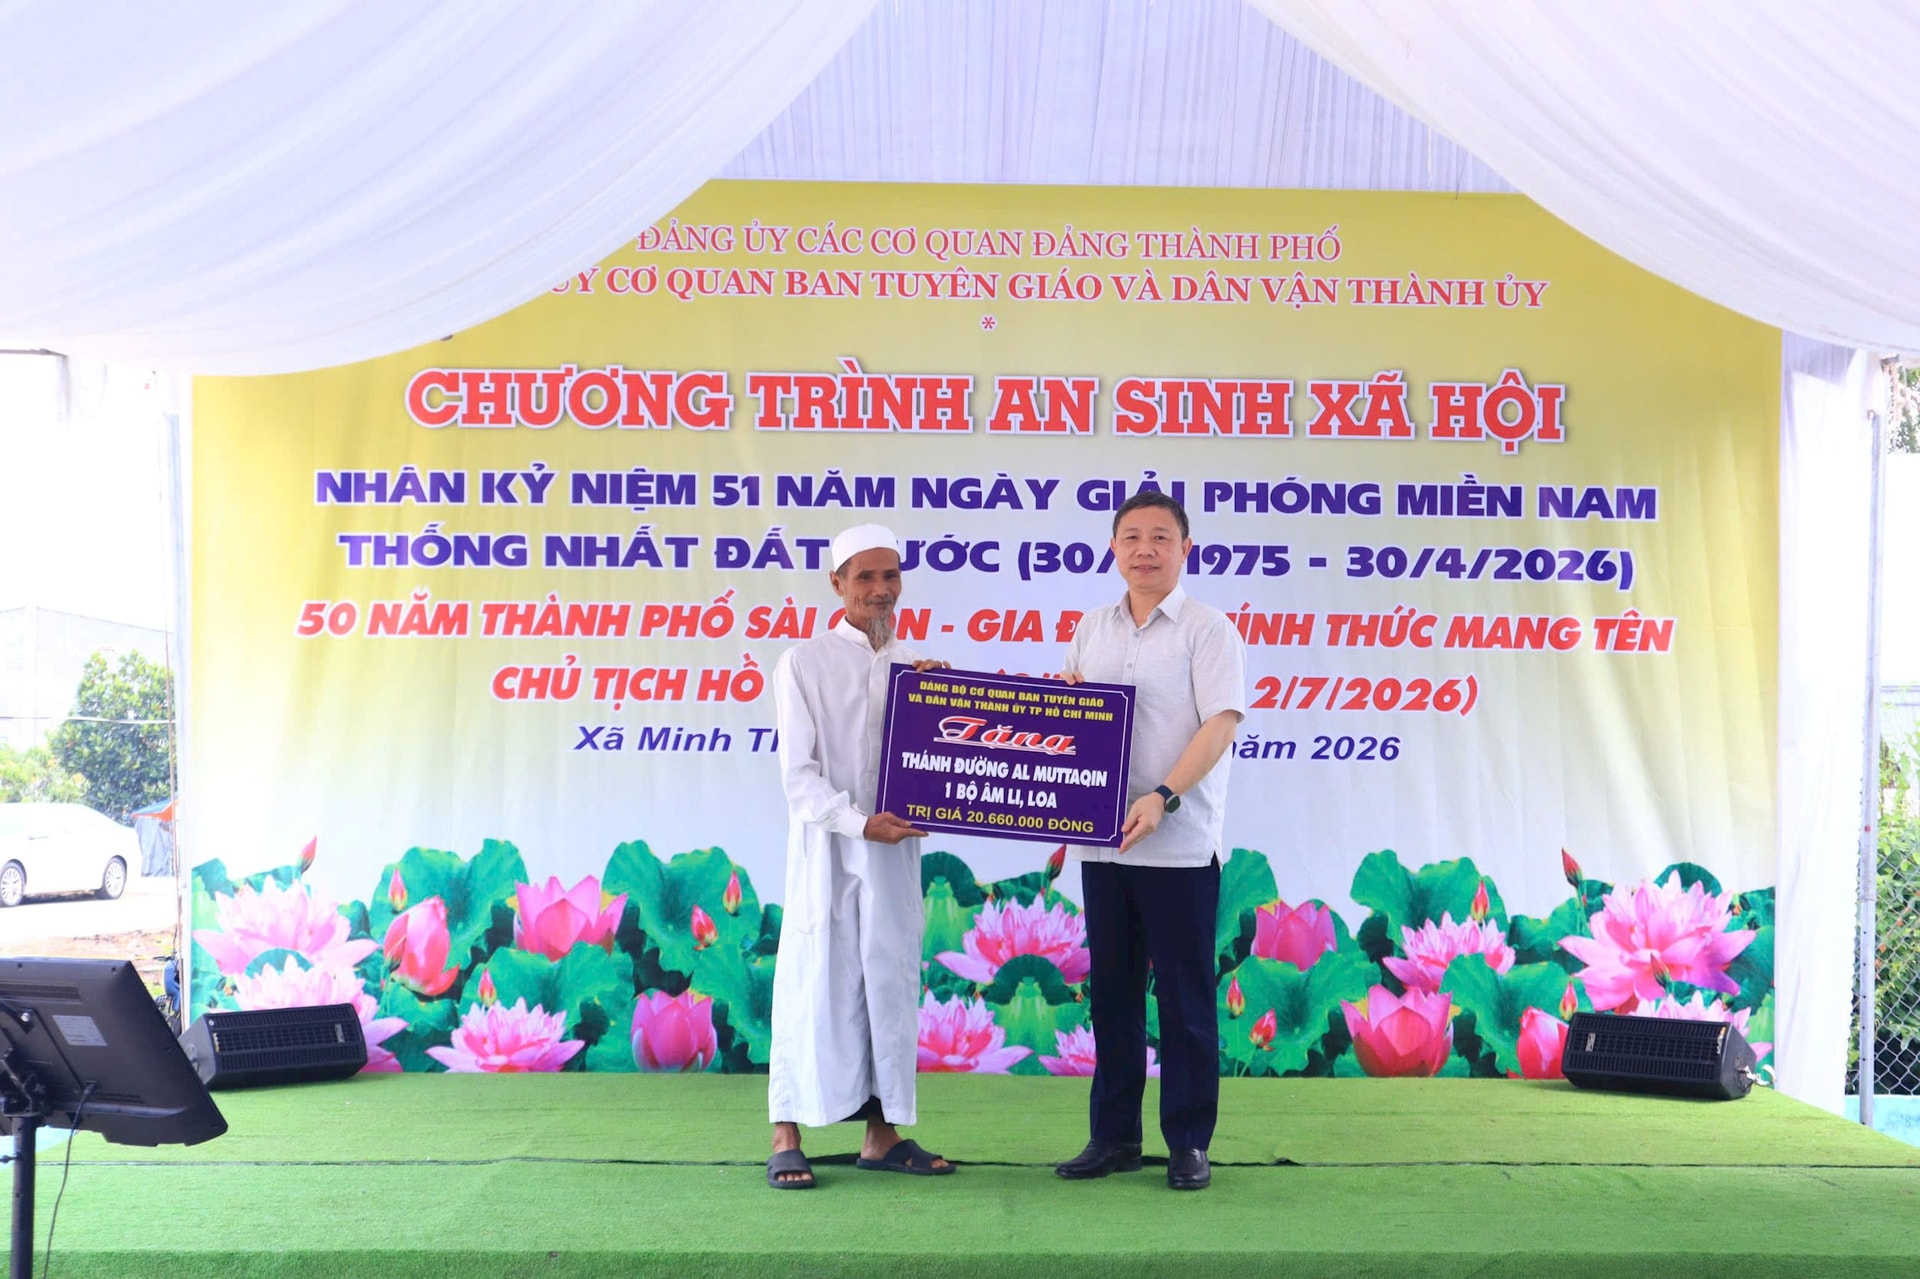 ĐẢNG ỦY CÁC CƠ QUAN ĐẢNG THÀNH PHỐ
ỦY CƠ QUAN BAN TUYÊN GIÁO VÀ DÂN VẬN THÀNH ỦY
*
CHƯƠNG TRÌNH AN SINH XÃ HỘI
NHÂN KỶ NIỆM 51 NĂM NGÀY GIẢI PHÓNG MIỀN NAM
THỐNG NHẤT ĐẤT NƯỚC (30/ 1975 - 30/4/2026)
50 NĂM THÀNH PHỐ SÀI GÒN - GIA ĐỊNH CHÍNH THỨC MANG TÊN
CHỦ TỊCH HỒ 2/7/2026)
Xã Minh năm 2026
ĐẢNG BỘ CƠ QUAN BAN TUYÊN GIÁO
VÀ DÂN VẬN THÀNH ỦY TP HỒ CHÍ MINH
Tặng
THÁNH ĐƯỜNG AL MUTTAQIN
1 BỘ ÂM LI, LOA
TRỊ GIÁ 20.660.000 ĐỒNG